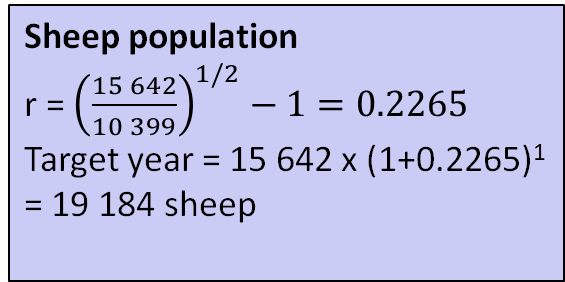 Sheep population
r = (15 642/10 399)^1/2 − 1 = 0.2265
Target year = 15 642 x (1+0.2265)^1
= 19 184 sheep